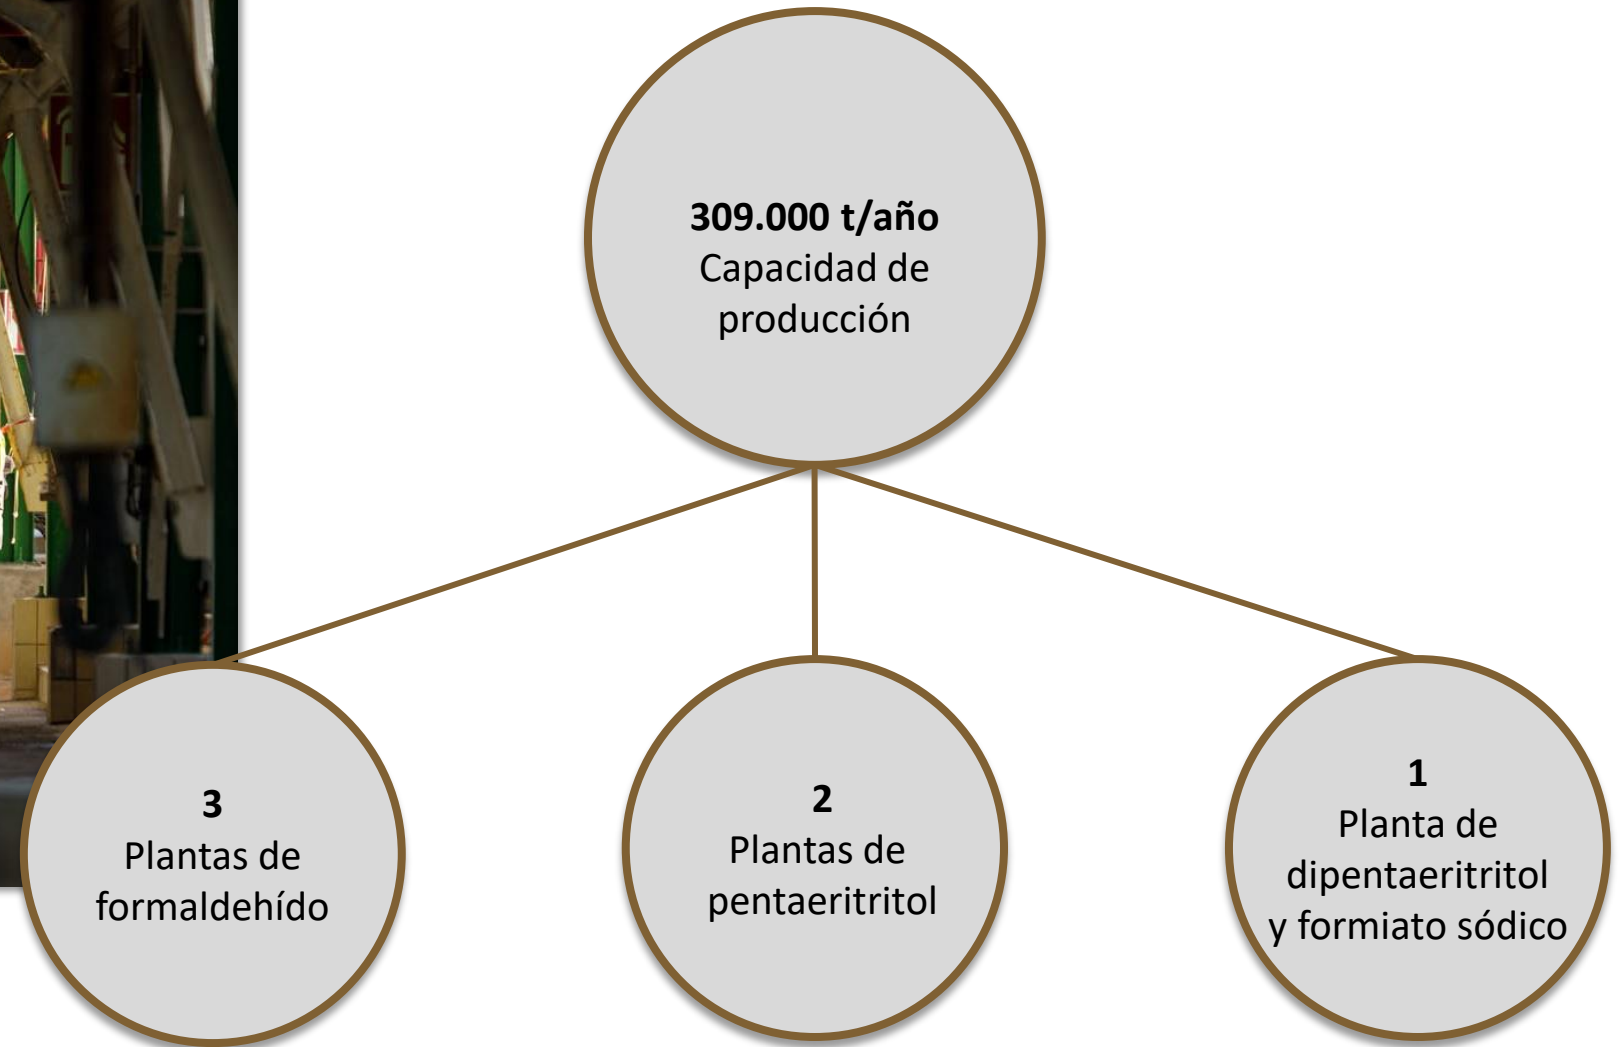 309.000 t/año
Capacidad de
producción
3
Plantas de
formaldehído
2
Plantas de
pentaeritritol
1
Planta de
dipentaeritritol
y formiato sódico